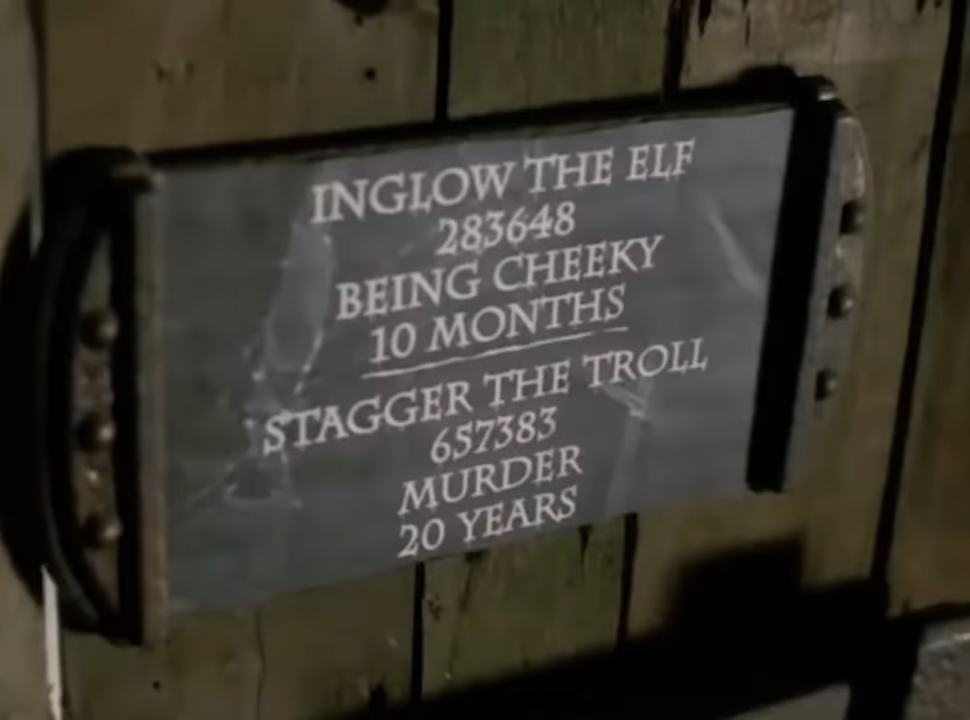 INGLOW THE ELF
283648
BEING CHEEKY
10 MONTHS
STAGGER THE TROLL
657383
MURDER
20 YEARS